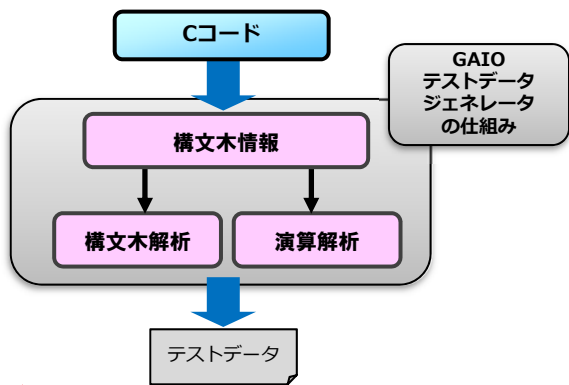 Cコード
GAIO
テストデータ
ジェネレータ
の仕組み
構文木情報
構文木解析
演算解析
テストデータ